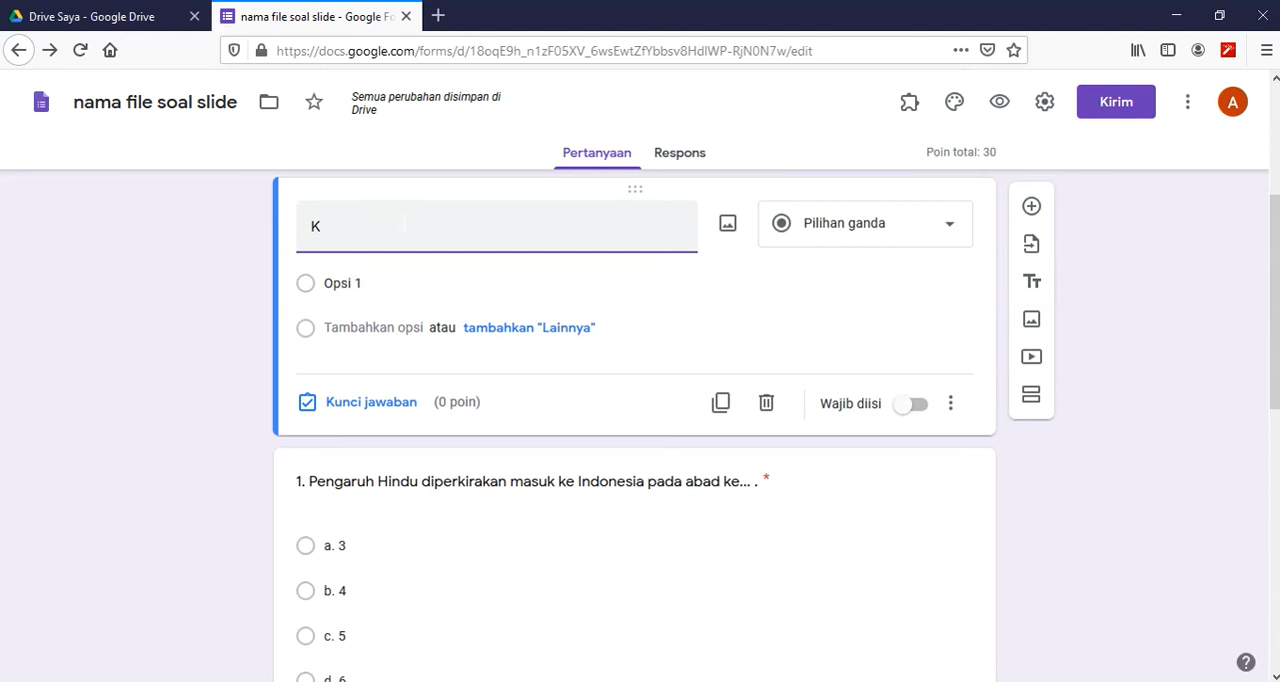 Drive Saya - Google Drive
nama file soal slide - Google Fo
https://docs.google.com/forms/d/18oqE9h_n1zF05XV_6wsEwtZfYbbsv8HdlWP-RjN0N7w/edit
nama file soal slide
Semua perubahan disimpan di
Drive
Kirim
A
Pertanyaan
Respons
Poin total: 30
K
Pilihan ganda
Opsi 1
Tambahkan opsi atau tambahkan "Lainnya"
Kunci jawaban (0 poin)
Wajib diisi
1. Pengaruh Hindu diperkirakan masuk ke Indonesia pada abad ke... . *
a. 3
b. 4
c. 5
d. 6